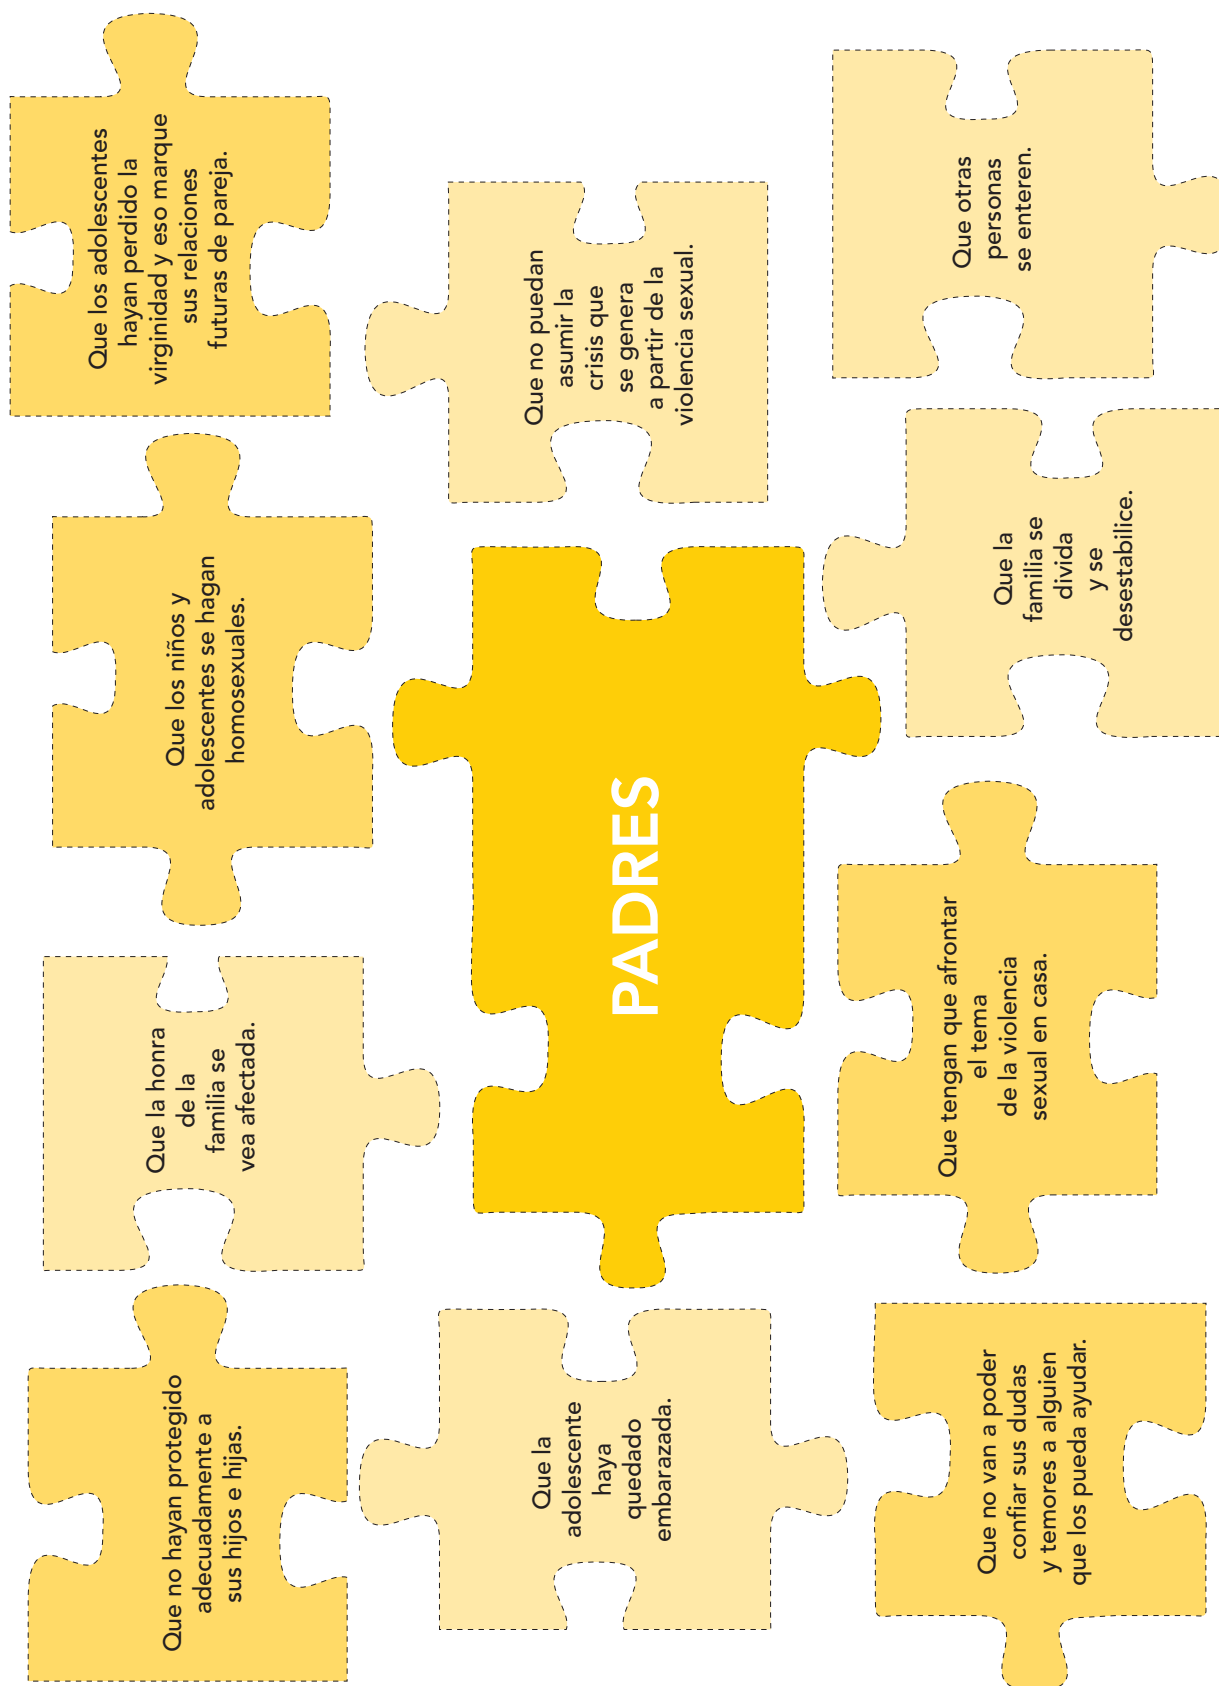 Que no hayan protegido
adecuadamente a
sus hijos e hijas.
Que la honra
de la
familia se
vea afectada.
Que los niños y
adolescentes se hagan
homosexuales.
Que los adolescentes
hayan perdido la
virginidad y eso marque
sus relaciones
futuras de pareja.
Que la
adolescente
haya
quedado
embarazada.
PADRES
Que no puedan
asumir la
crisis que
se genera
a partir de la
violencia sexual.
Que no van a poder
confiar sus dudas
y temores a alguien
que los pueda ayudar.
Que tengan que afrontar
el tema
de la violencia
sexual en casa.
Que la
familia se
divida
y se
desestabilice.
Que otras
personas
se enteren.